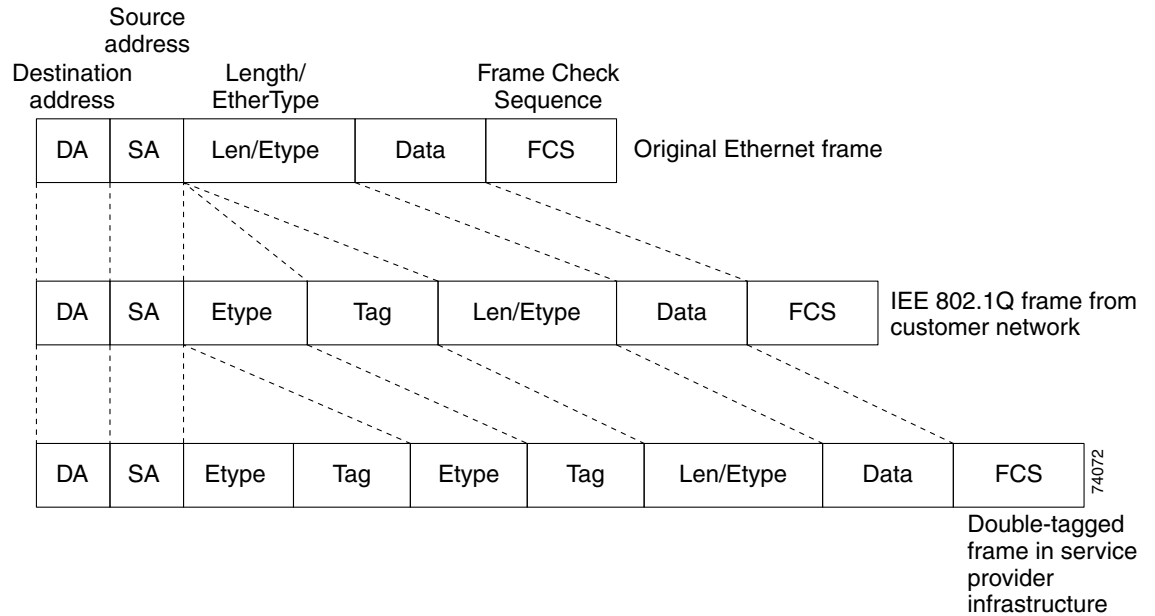 Source
address
Destination
address
Length/
EtherType
Frame Check
Sequence
DA SA Len/Etype Data FCS Original Ethernet frame
DA SA Etype Tag Len/Etype Data FCS
IEE 802.1Q frame from
customer network
DA SA Etype Tag Etype Tag Len/Etype Data FCS
74072
Double-tagged
frame in service
provider
infrastructure